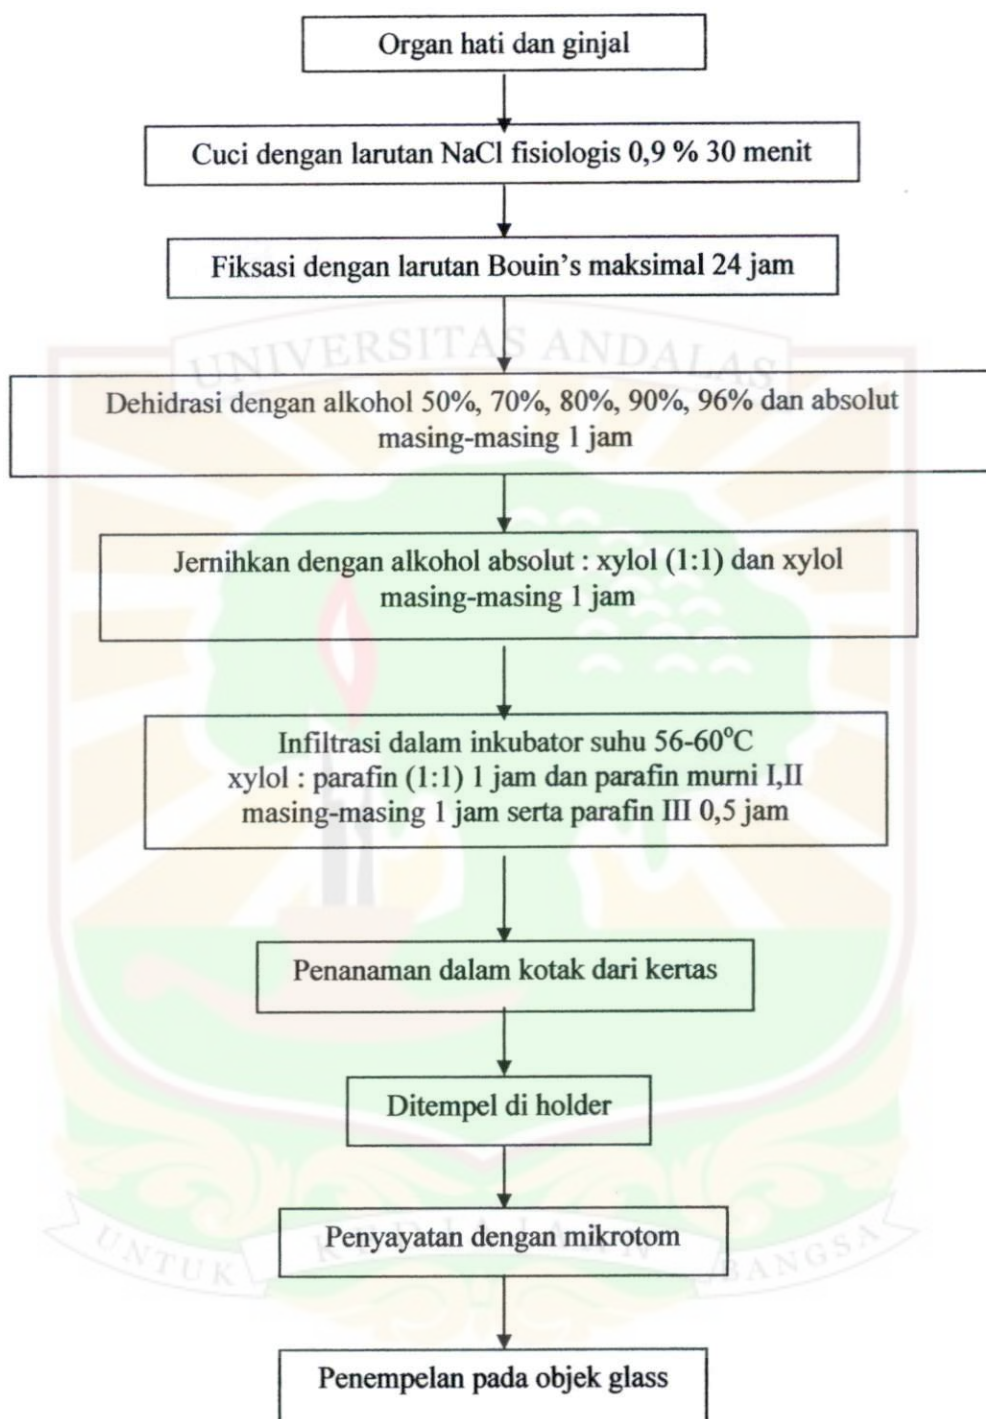 Organ hati dan ginjal
Cuci dengan larutan NaCl fisiologis 0,9 % 30 menit
Fiksasi dengan larutan Bouin's maksimal 24 jam
UNIVERSITAS ANDALAS
Dehidrasi dengan alkohol 50%, 70%, 80%, 90%, 96% dan absolut
masing-masing 1 jam
Jernihkan dengan alkohol absolut : xylol (1:1) dan xylol
masing-masing 1 jam
Infiltrasi dalam inkubator suhu 56-60°C
xylol : parafin (1:1) 1 jam dan parafin murni I,II
masing-masing 1 jam serta parafin III 0,5 jam
Penanaman dalam kotak dari kertas
Ditempel di holder
Penyayatan dengan mikrotom
UNTUK KEDJAJAAN BANGSA
Penempelan pada objek glass